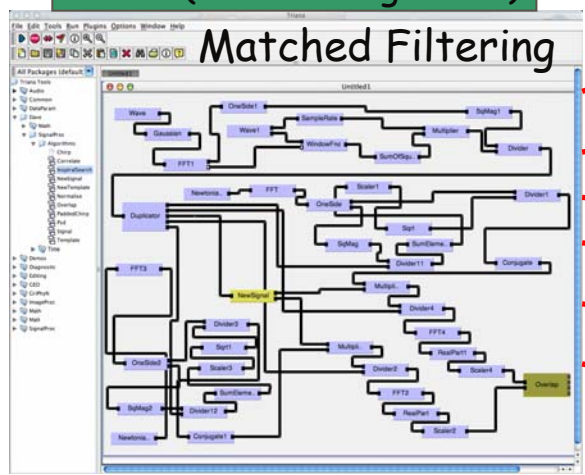 Triana
File Edit Tools Run Plugins Options Window Help
Matched Filtering
All Packages (default)
Untitled1
Triana Tools
Audio
Common
DataParam
Dave
Math
SignalProc
Algorithms
Chirp
Correlate
InspiralSearch
NewSignal
NewTemplate
Normalise
Overlap
PaddedChirp
Psd
Signal
Template
Time
Demos
Diagnostic
Editing
GEO
GriPhyN
ImageProc
Math
Matl
SignalProc
Untitled1
Wave
OneSide1
SampleRate
SqMag1
Gaussian
Wave1
Multiplier
WindowFnc
Divider
FFT1
SumOfSqu..
Newtonia..
FFT
Scaler1
OneSide
Divider1
Duplicator
Sqt1
SqMag
SumEleme..
Divider11
Conjugate
FFT3
Multipli..
NewSignal
Divider4
Divider3
FFT4
Sqrt1
Multipli..
RealPart1
OneSide2
Scaler3
Divider2
Scaler4
Overlap
SumEleme..
FFT2
SqMag2
Divider12
RealPart
Newtonia..
Conjugate1
Scaler2